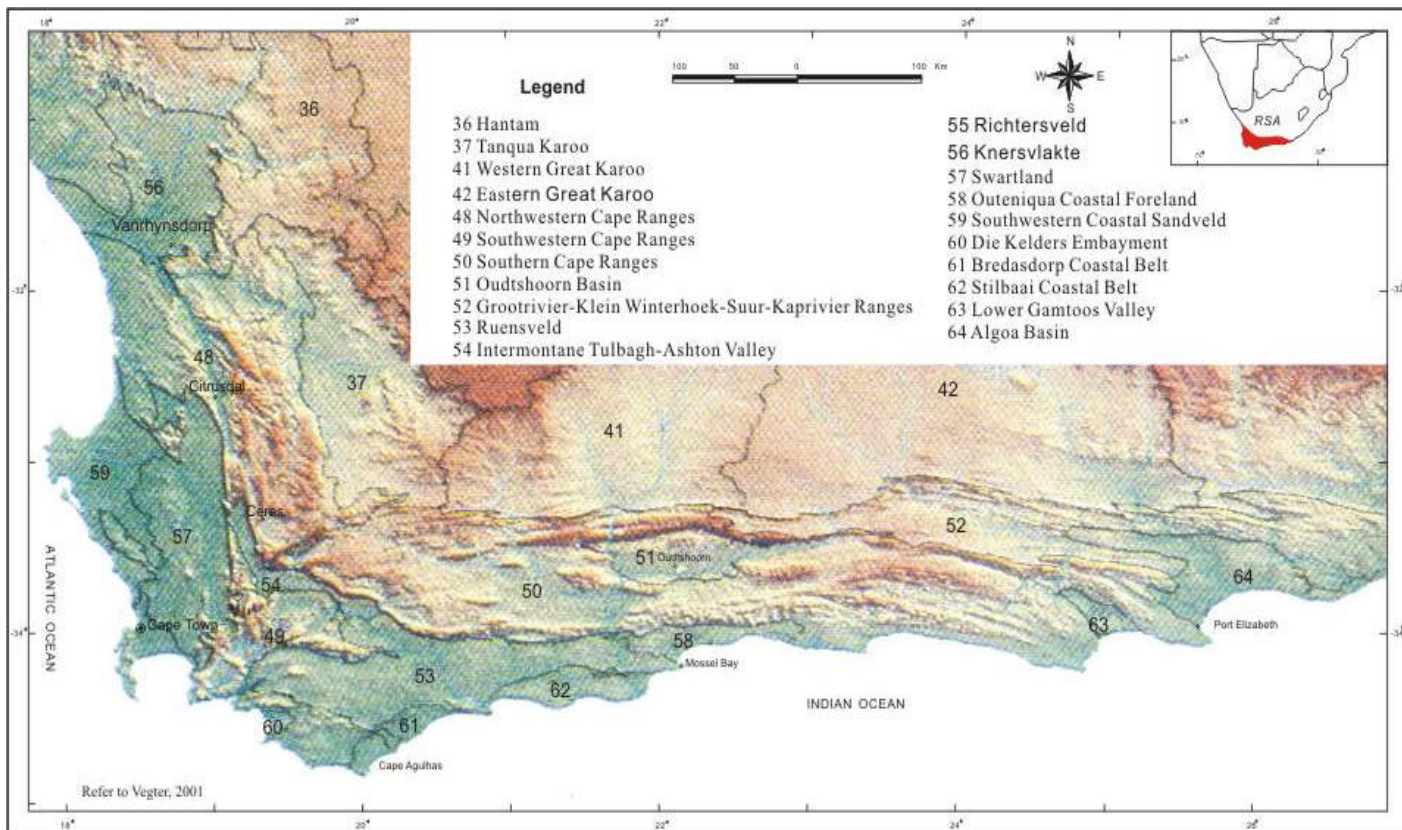 18°
20°
22°
24°
26°
N
W E
S
100 50 0 100 Km
Legend
36 Hantam
37 Tanqua Karoo
41 Western Great Karoo
42 Eastern Great Karoo
48 Northwestern Cape Ranges
49 Southwestern Cape Ranges
50 Southern Cape Ranges
51 Oudtshoorn Basin
52 Grootrivier-Klein Winterhoek-Suur-Kaprivier Ranges
53 Ruensveld
54 Intermontane Tulbagh-Ashton Valley
55 Richtersveld
56 Knersvlakte
57 Swartland
58 Outeniqua Coastal Foreland
59 Southwestern Coastal Sandveld
60 Die Kelders Embayment
61 Bredasdorp Coastal Belt
62 Stilbaai Coastal Belt
63 Lower Gamtoos Valley
64 Algoa Basin
RSA
36
56
Vanrhynsdorp
48
Citrusdal
37
41
42
59
57
Ceres
52
51 Oudtshoorn
50
54
64
ATLANTIC OCEAN
Cape Town
49
58
63
Port Elizabeth
Mossel Bay
53
62
INDIAN OCEAN
60
61
Cape Agulhas
Refer to Vegter, 2001
18°
20°
22°
24°
26°